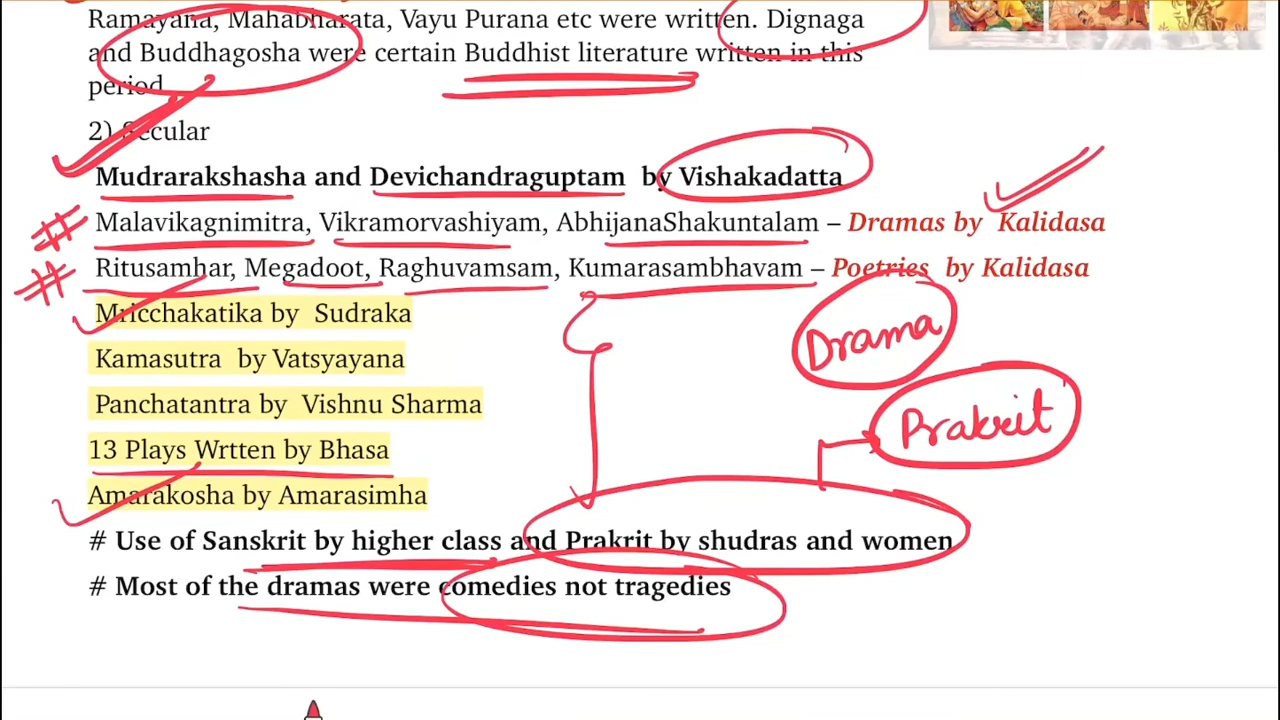 Ramayana, Mahabharata, Vayu Purana etc were written. Dignaga
and Buddhagosha were certain Buddhist literature written in this
period
2) Secular
Mudrarakshasha and Devichandraguptam by Vishakadatta
# Malavikagnimitra, Vikramorvashiyam, AbhijanaShakuntalam – Dramas by Kalidasa
# Ritusamhar, Megadoot, Raghuvamsam, Kumarasambhavam – Poetries by Kalidasa
Mricchakatika by Sudraka
Drama
Kamasutra by Vatsyayana
Panchatantra by Vishnu Sharma
Prakrit
13 Plays Wrtten by Bhasa
Amarakosha by Amarasimha
# Use of Sanskrit by higher class and Prakrit by shudras and women
# Most of the dramas were comedies not tragedies